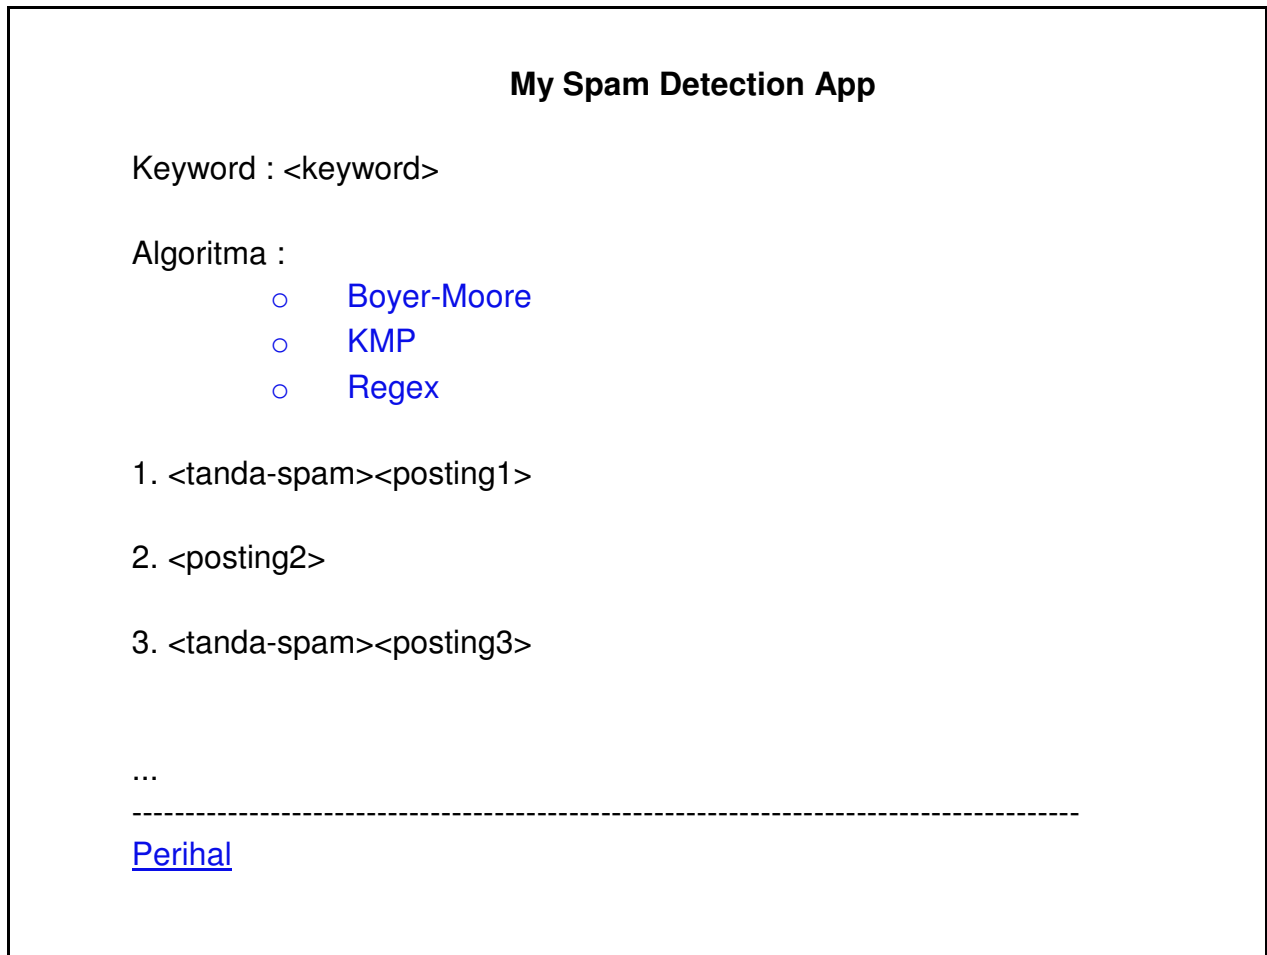 My Spam Detection App
Keyword : <keyword>
Algoritma :
○ Boyer-Moore
○ KMP
○ Regex
1. <tanda-spam><posting1>
2. <posting2>
3. <tanda-spam><posting3>
...
-----------------------------------------------------------------------------------------
Perihal